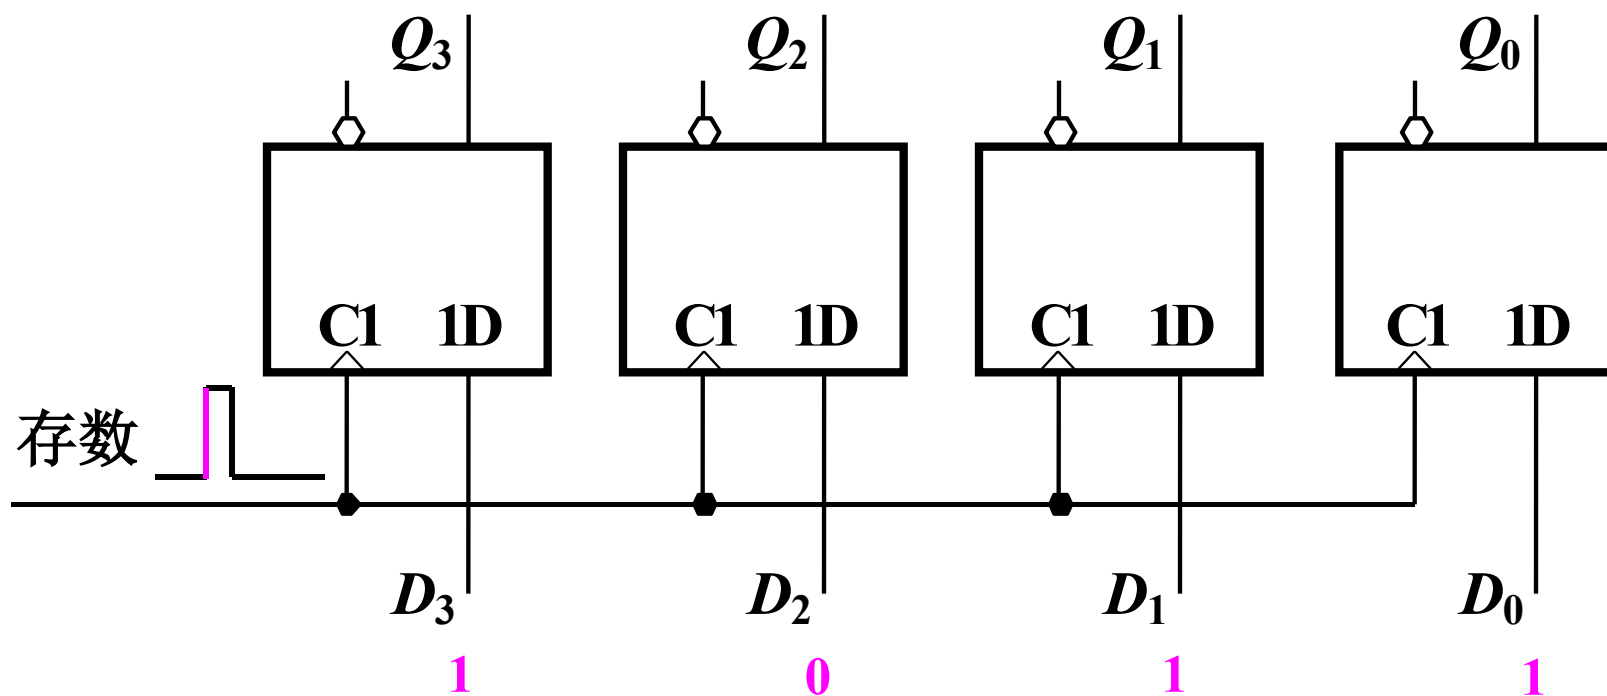 Q3 Q2 Q1 Q0
C1 1D C1 1D C1 1D C1 1D
存数
D3 D2 D1 D0
1 0 1 1